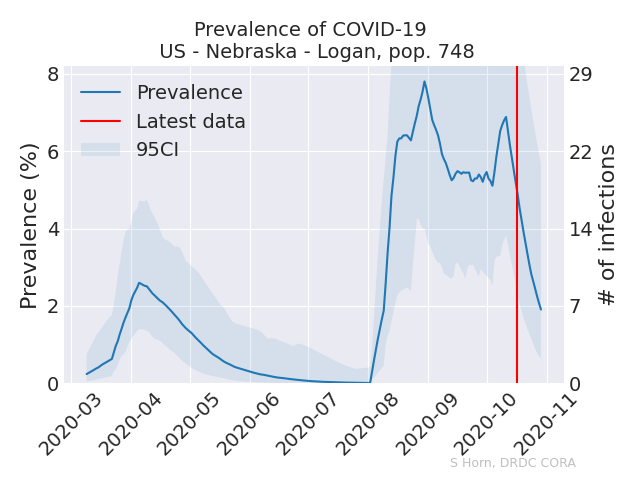 Prevalence of COVID-19
US - Nebraska - Logan, pop. 748
Prevalence
Latest data
95CI
Prevalence (%)
8
6
4
2
0
# of infections
29
22
14
7
0
2020-03
2020-04
2020-05
2020-06
2020-07
2020-08
2020-09
2020-10
2020-11
S Horn, DRDC CORA